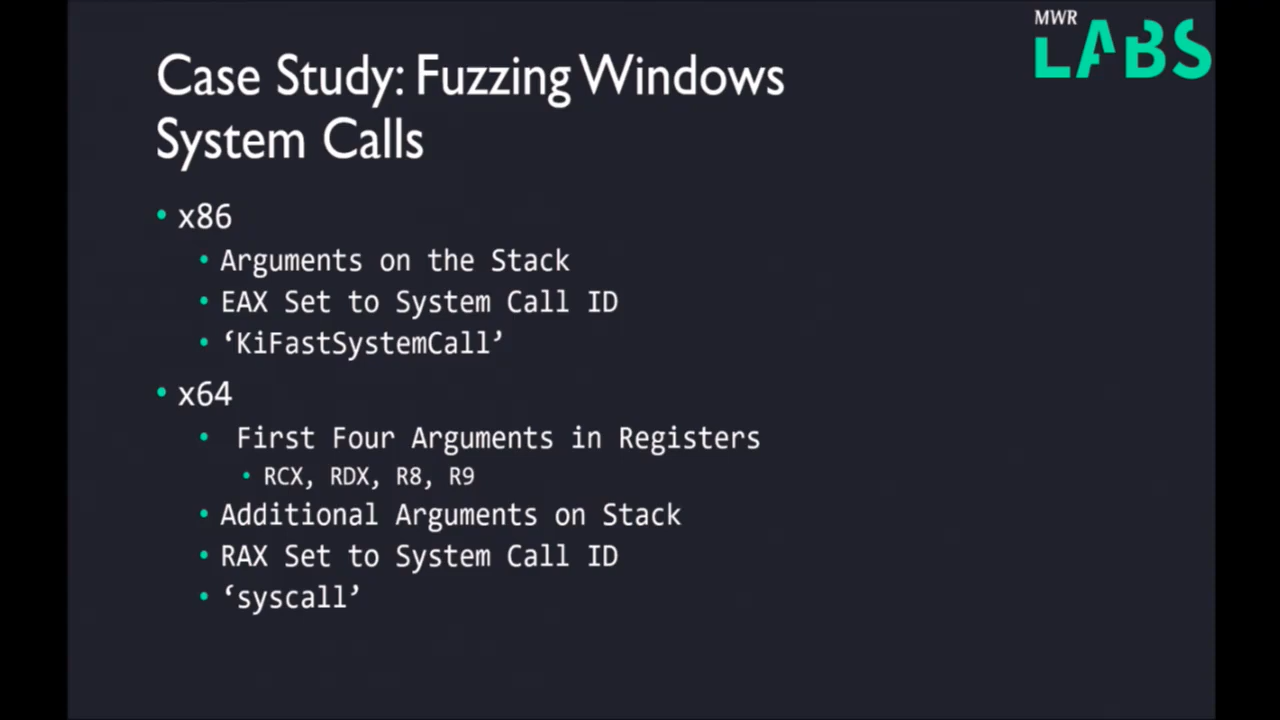 MWR
LABS
Case Study: Fuzzing Windows
System Calls
• x86
• Arguments on the Stack
• EAX Set to System Call ID
• ‘KiFastSystemCall’
• x64
• First Four Arguments in Registers
• RCX, RDX, R8, R9
• Additional Arguments on Stack
• RAX Set to System Call ID
• ‘syscall’